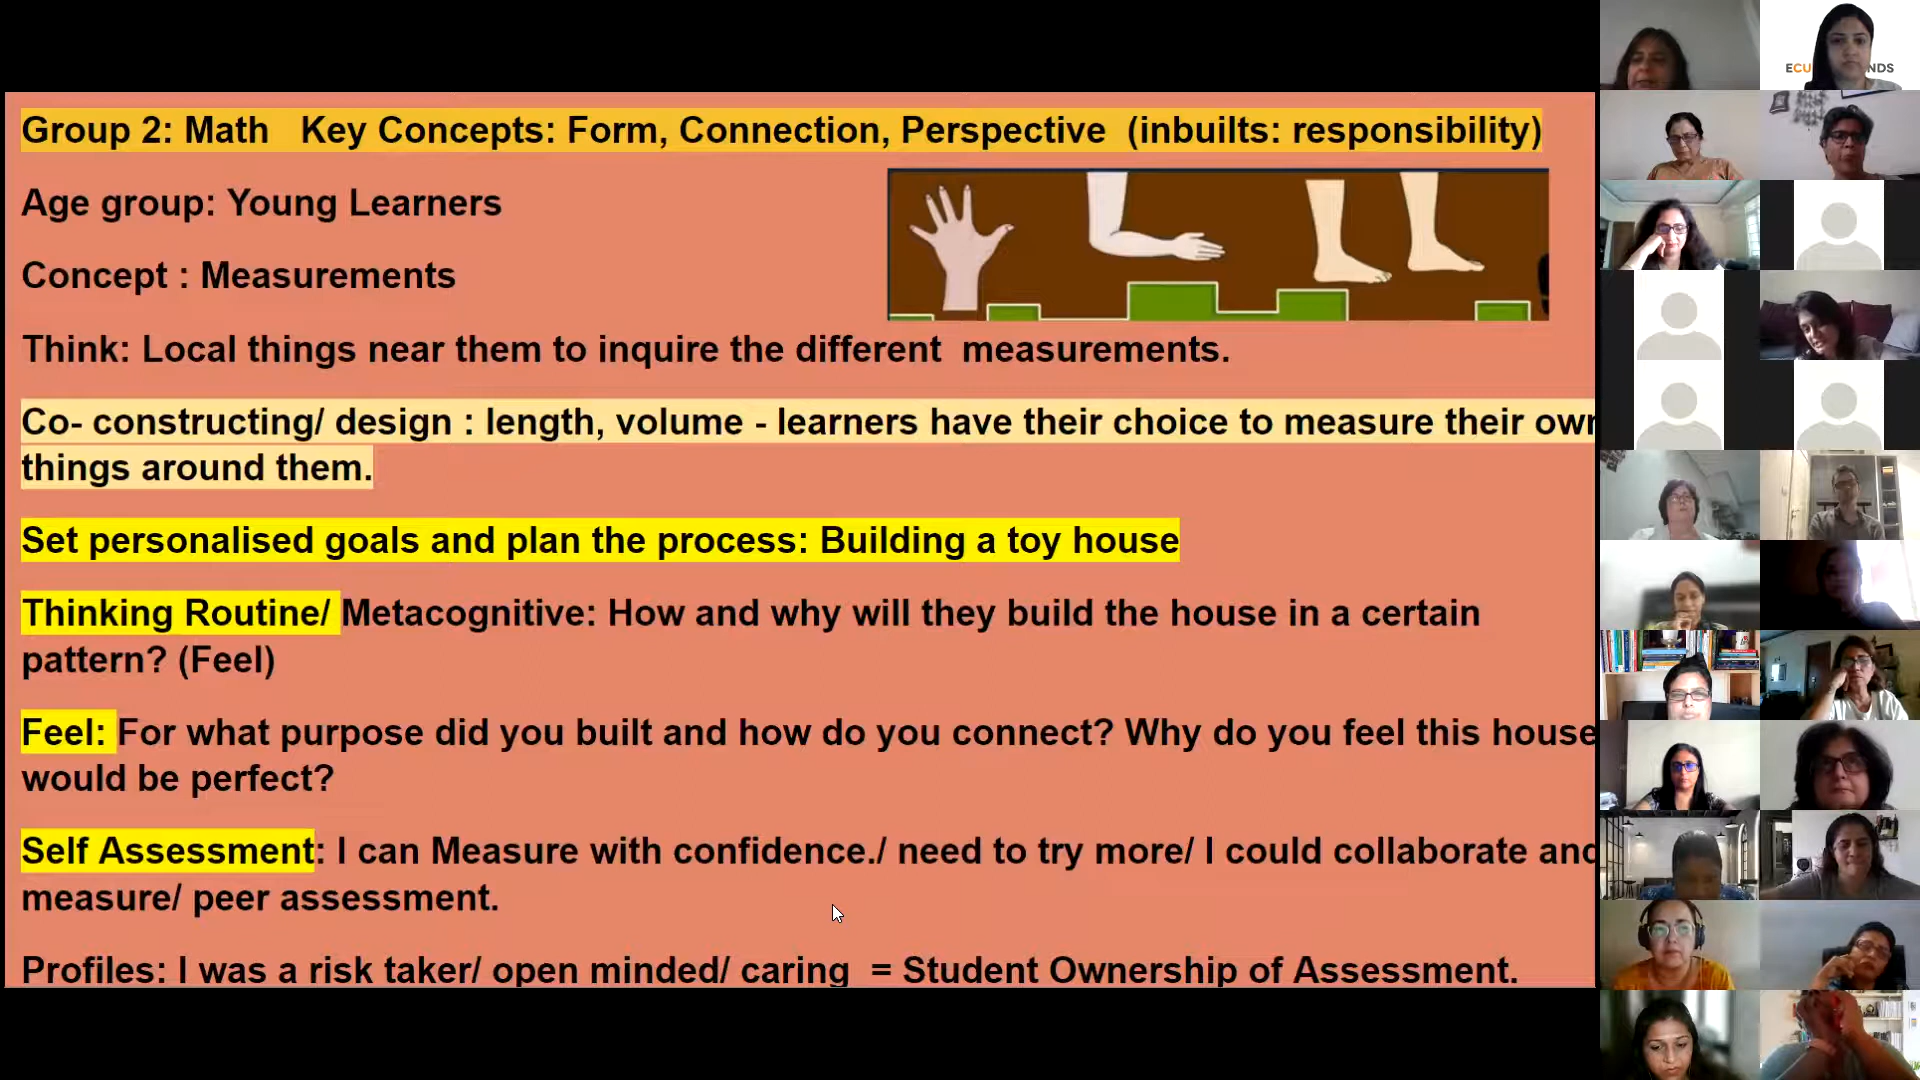 Group 2: Math Key Concepts: Form, Connection, Perspective (inbuilts: responsibility)
Age group: Young Learners
Concept : Measurements
Think: Local things near them to inquire the different measurements.
Co- constructing/ design : length, volume - learners have their choice to measure their own
things around them.
Set personalised goals and plan the process: Building a toy house
Thinking Routine/ Metacognitive: How and why will they build the house in a certain
pattern? (Feel)
Feel: For what purpose did you built and how do you connect? Why do you feel this house
would be perfect?
Self Assessment: I can Measure with confidence./ need to try more/ I could collaborate and
measure/ peer assessment.
Profiles: I was a risk taker/ open minded/ caring = Student Ownership of Assessment.